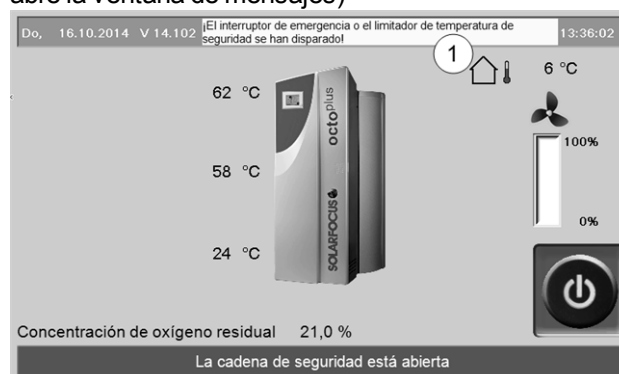 abre la ventana de mensajes)
Do, 16.10.2014 V 14.102 ¡El interruptor de emergencia o el limitador de temperatura de
seguridad se han disparado! 13:36:02
1
6 °C
62 °C
100%
58 °C
0%
24 °C
octoplus
SOLARFOCUS
Concentración de oxígeno residual 21,0 %
La cadena de seguridad está abierta